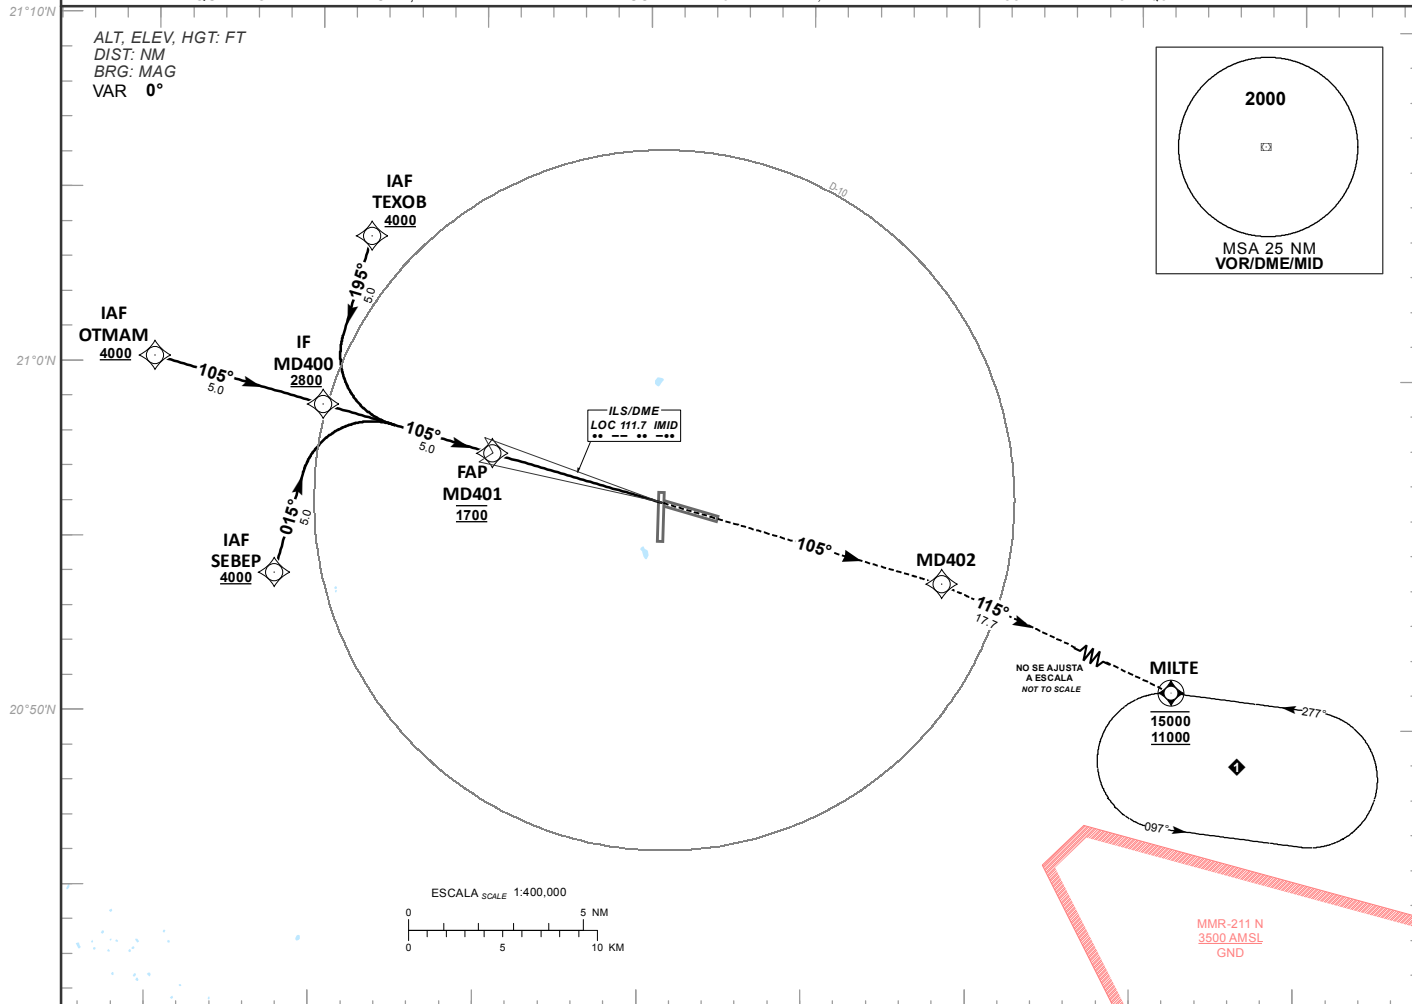 21°10'N
ALT, ELEV, HGT: FT
DIST: NM
BRG: MAG
VAR 0°
2000
MSA 25 NM
VOR/DME/MID
D-10
IAF
TEXOB
4000
195°
5.0
IAF
OTMAM
4000
105°
5.0
21°0'N
IF
MD400
2800
105°
5.0
ILS/DME
LOC 111.7 IMID
FAP
MD401
1700
015°
5.0
IAF
SEBEP
4000
105°
MD402
115°
17.7
NO SE AJUSTA
A ESCALA
NOT TO SCALE
MILTE
15000
11000
277°
20°50'N
1
097°
ESCALA SCALE 1:400,000
0 5 NM
0 5 10 KM
MMR-211 N
3500 AMSL
GND